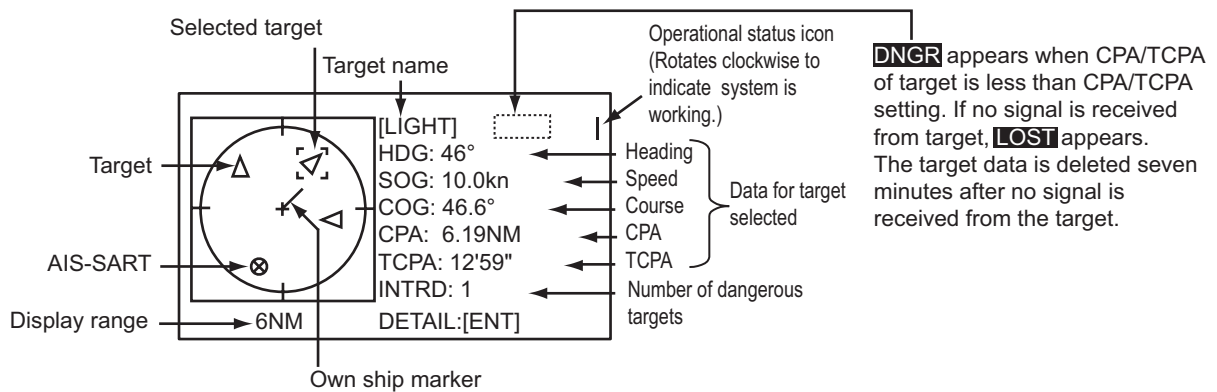 Selected target
Target name
Operational status icon
(Rotates clockwise to
indicate system is
working.)
DNGR appears when CPA/TCPA
of target is less than CPA/TCPA
setting. If no signal is received
from target, LOST appears.
The target data is deleted seven
minutes after no signal is
received from the target.
Target
AIS-SART
Display range
[LIGHT]
HDG: 46°
SOG: 10.0kn
COG: 46.6°
CPA: 6.19NM
TCPA: 12'59"
INTRD: 1
6NM
DETAIL:[ENT]
Heading
Speed
Course
CPA
TCPA
Data for target
selected
Number of dangerous
targets
Own ship marker